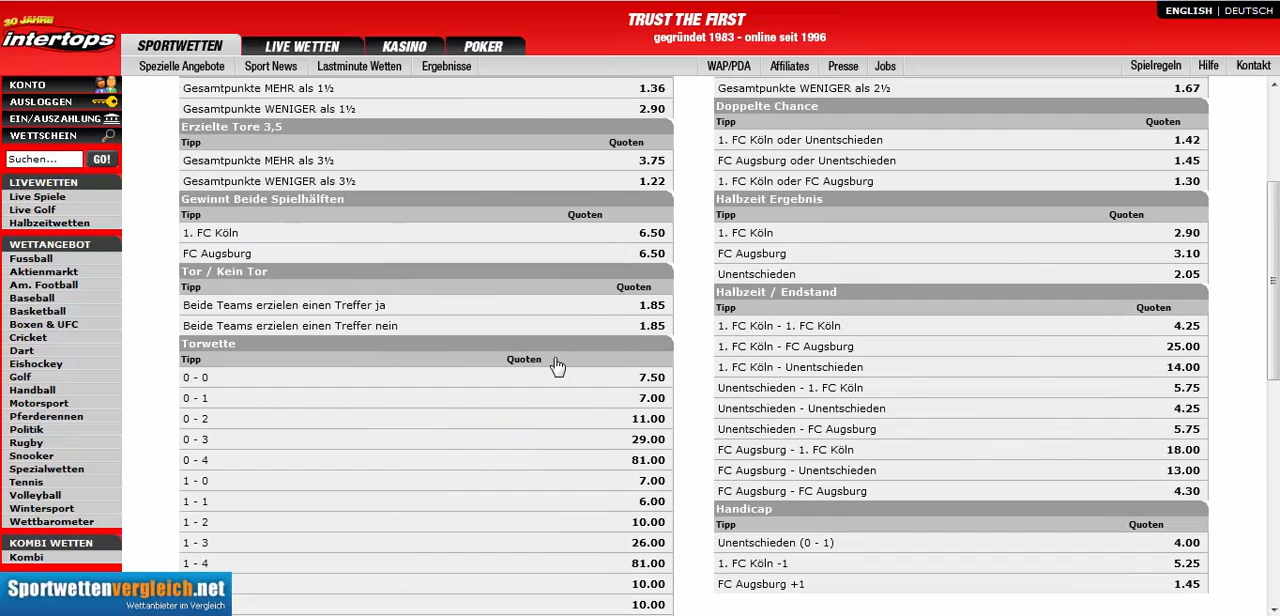 20 JAHRE
intertops
TRUST THE FIRST
gegründet 1983 - online seit 1996
ENGLISH | DEUTSCH
SPORTWETTEN
LIVE WETTEN
KASINO
POKER
Spezielle Angebote
Sport News
Lastminute Wetten
Ergebnisse
WAP/PDA
Affiliates
Presse
Jobs
Spielregeln
Hilfe
Kontakt
KONTO
AUSLOGGEN
EIN/AUSZAHLUNG
WETTSCHEIN
Suchen...
GO!
LIVEWETTEN
Live Spiele
Live Golf
Halbzeitwetten
WETTANGEBOT
Fussball
Aktienmarkt
Am. Football
Baseball
Basketball
Boxen & UFC
Cricket
Dart
Eishockey
Golf
Handball
Motorsport
Pferderennen
Politik
Rugby
Snooker
Spezialwetten
Tennis
Volleyball
Wintersport
Wettbarometer
KOMBI WETTEN
Kombi
Sportwettenvergleich.net
Wettanbieter im Vergleich
Gesamtpunkte MEHR als 1½ 1.36
Gesamtpunkte WENIGER als 1½ 2.90
Erzielte Tore 3,5
Tipp Quoten
Gesamtpunkte MEHR als 3½ 3.75
Gesamtpunkte WENIGER als 3½ 1.22
Gewinnt Beide Spielhälften
Tipp Quoten
1. FC Köln 6.50
FC Augsburg 6.50
Tor / Kein Tor
Tipp Quoten
Beide Teams erzielen einen Treffer ja 1.85
Beide Teams erzielen einen Treffer nein 1.85
Torwette
Tipp Quoten
0 - 0 7.50
0 - 1 7.00
0 - 2 11.00
0 - 3 29.00
0 - 4 81.00
1 - 0 7.00
1 - 1 6.00
1 - 2 10.00
1 - 3 26.00
1 - 4 81.00
10.00
10.00
Gesamtpunkte WENIGER als 2½ 1.67
Doppelte Chance
Tipp Quoten
1. FC Köln oder Unentschieden 1.42
FC Augsburg oder Unentschieden 1.45
1. FC Köln oder FC Augsburg 1.30
Halbzeit Ergebnis
Tipp Quoten
1. FC Köln 2.90
FC Augsburg 3.10
Unentschieden 2.05
Halbzeit / Endstand
Tipp Quoten
1. FC Köln - 1. FC Köln 4.25
1. FC Köln - FC Augsburg 25.00
1. FC Köln - Unentschieden 14.00
Unentschieden - 1. FC Köln 5.75
Unentschieden - Unentschieden 4.25
Unentschieden - FC Augsburg 5.75
FC Augsburg - 1. FC Köln 18.00
FC Augsburg - Unentschieden 13.00
FC Augsburg - FC Augsburg 4.30
Handicap
Tipp Quoten
Unentschieden (0 - 1) 4.00
1. FC Köln -1 5.25
FC Augsburg +1 1.45